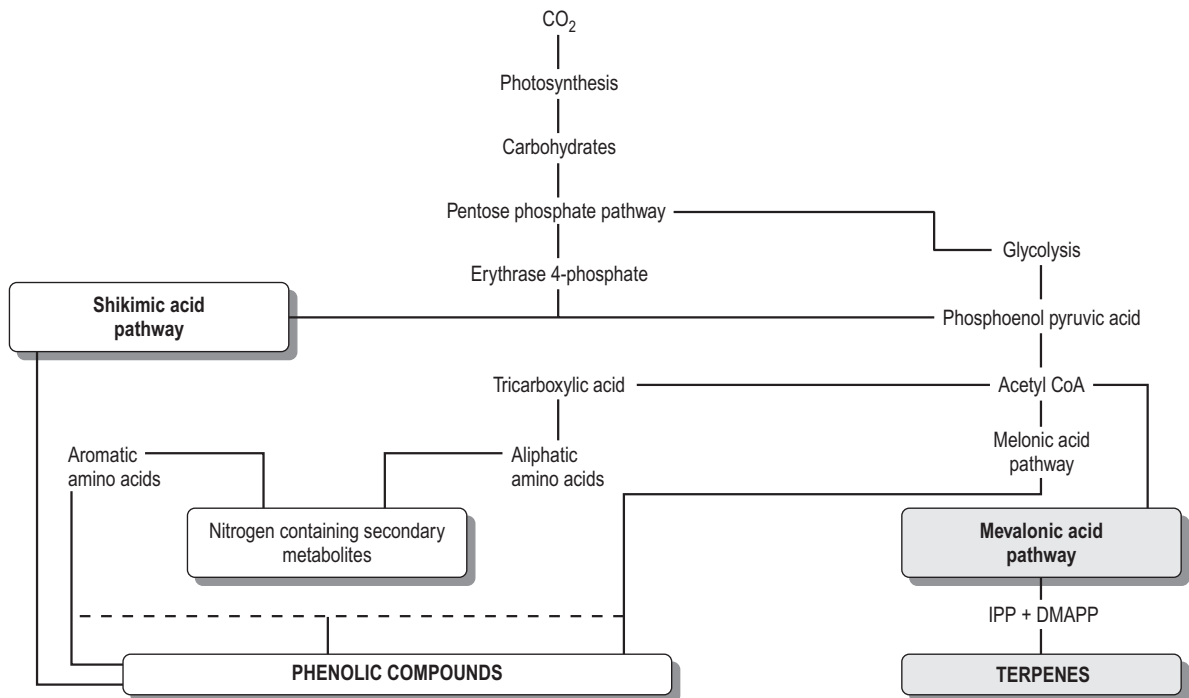 CO2
Photosynthesis
Carbohydrates
Pentose phosphate pathway
Glycolysis
Erythrase 4-phosphate
Shikimic acid
pathway
Phosphoenol pyruvic acid
Tricarboxylic acid
Acetyl CoA
Aromatic
amino acids
Aliphatic
amino acids
Melonic acid
pathway
Nitrogen containing secondary
metabolites
Mevalonic acid
pathway
IPP + DMAPP
PHENOLIC COMPOUNDS
TERPENES